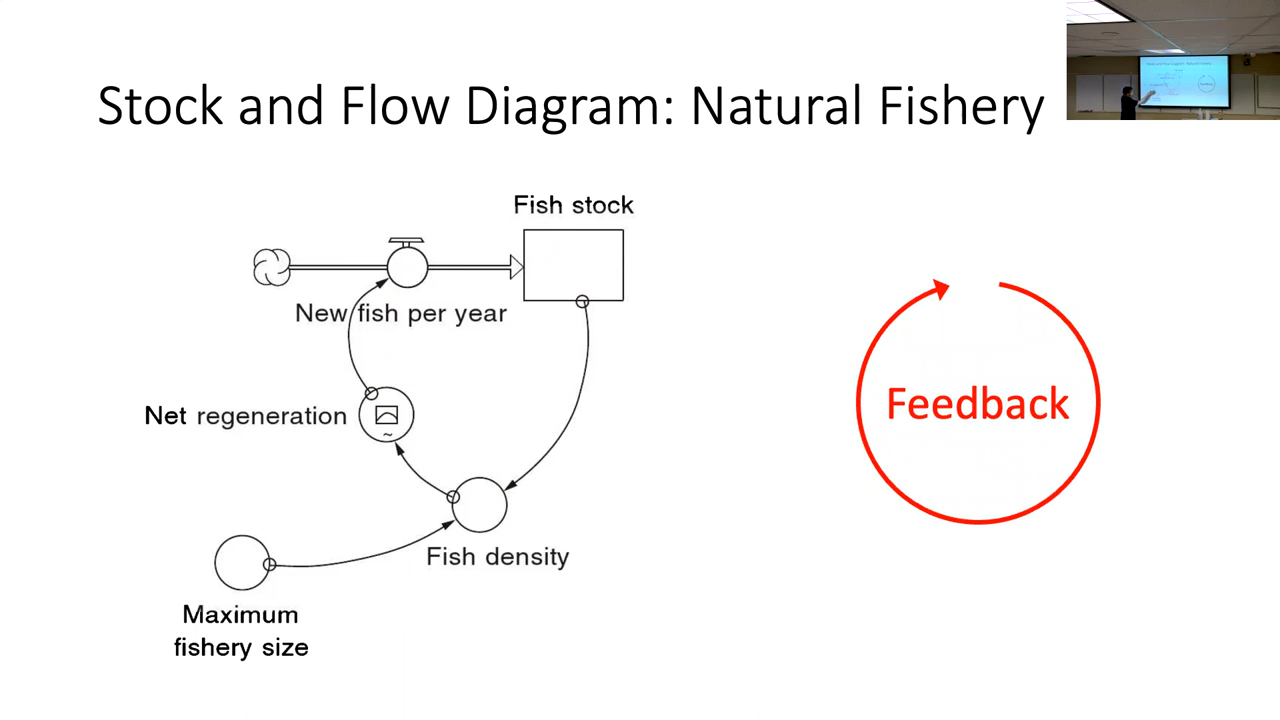 Stock and Flow Diagram: Natural Fishery
Fish stock
New fish per year
Net regeneration
Fish density
Maximum
fishery size
Feedback
~